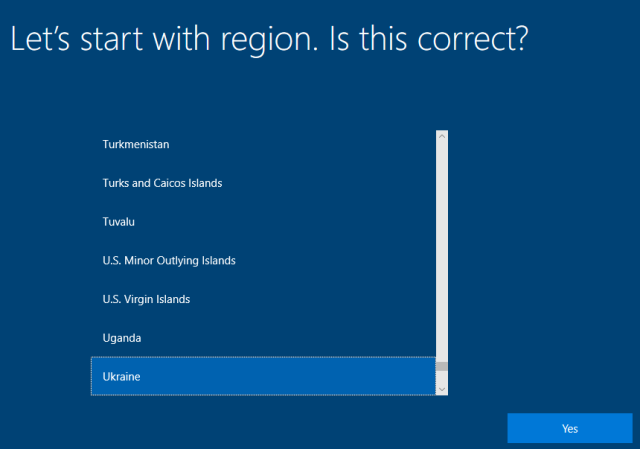 Let's start with region. Is this correct?
Turkmenistan
Turks and Caicos Islands
Tuvalu
U.S. Minor Outlying Islands
U.S. Virgin Islands
Uganda
Ukraine
Yes